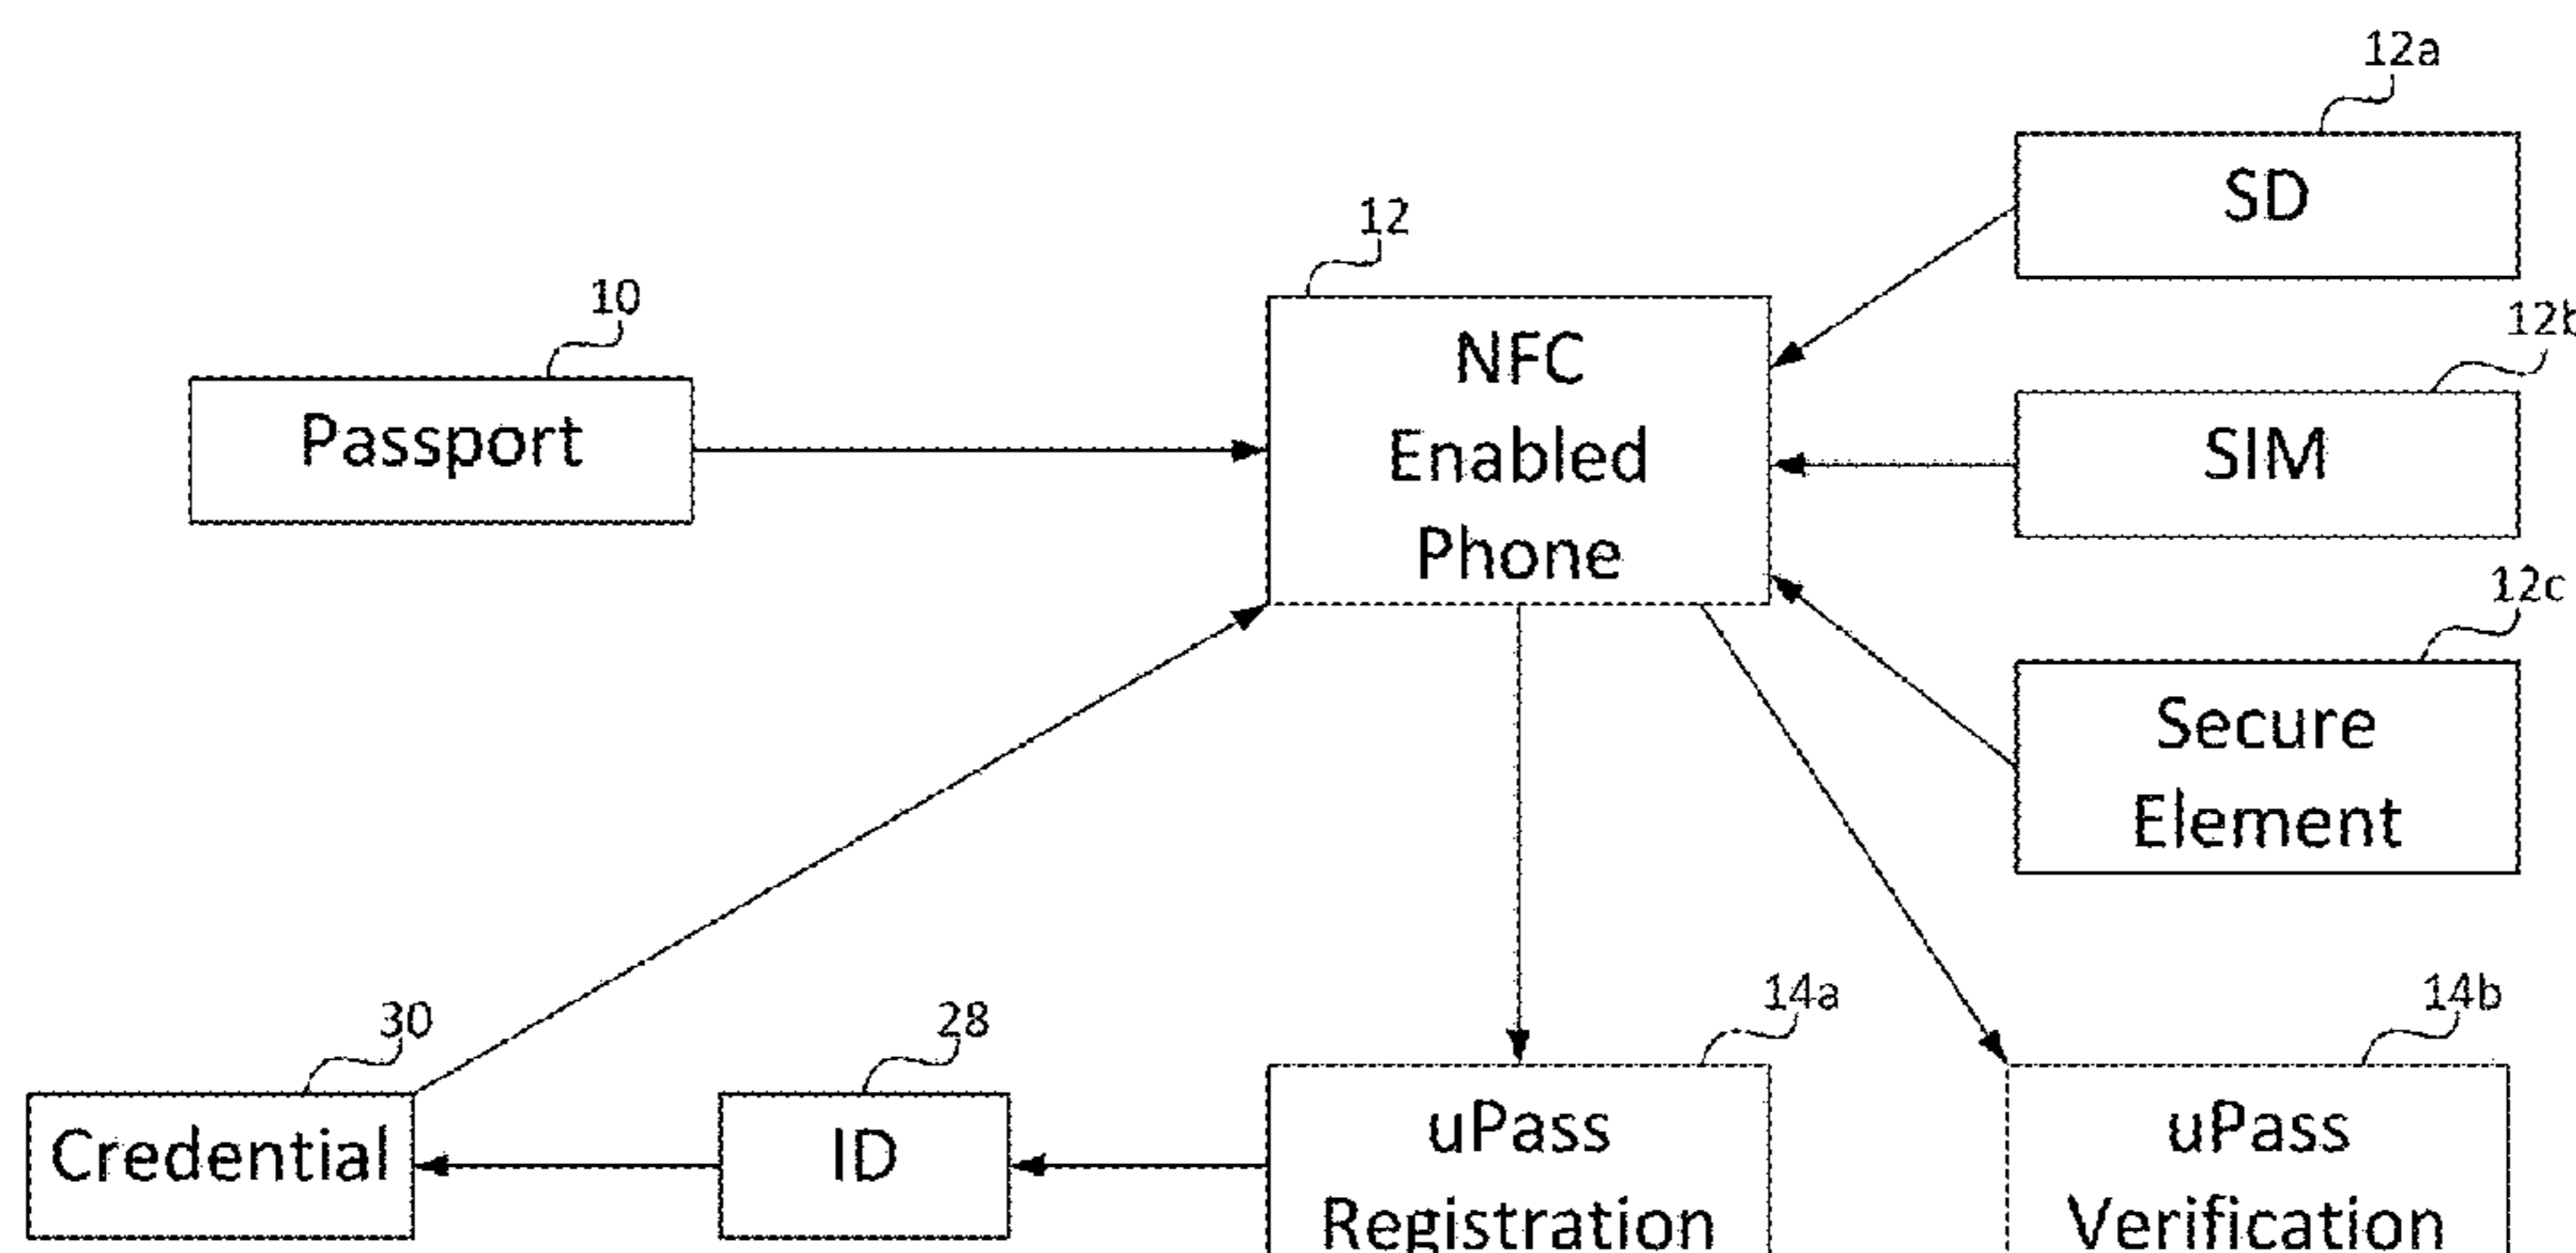 12a
SD
12
10
12b
NFC
Enabled
Phone
Passport
SIM
12c
Secure
Element
30
28
14a
14b
Credential
ID
uPass
Registration
uPass
Verification